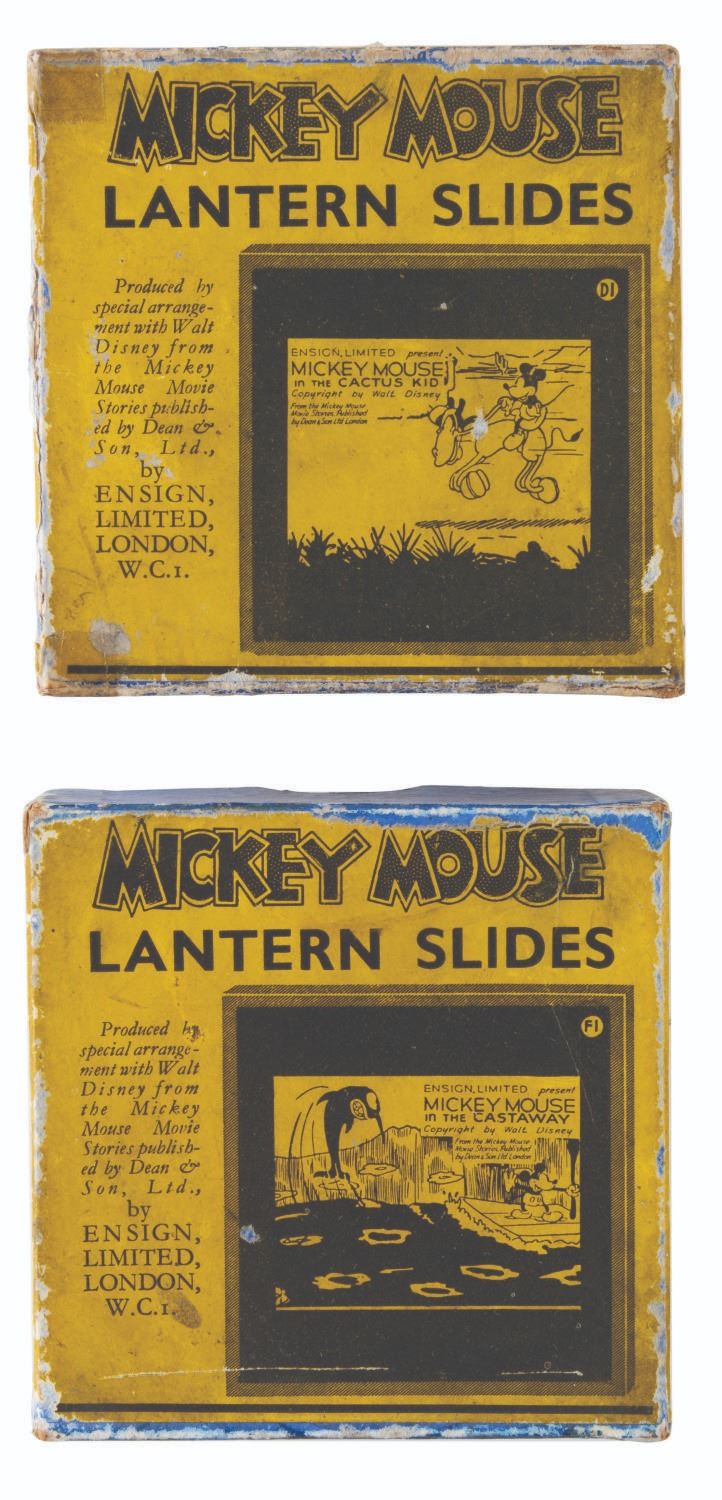 MICKEY MOUSE
LANTERN SLIDES
Produced by
special arrange-
ment with Walt
Disney from
the Mickey
Mouse Movie
Stories publish-
ed by Dean &
Son, Ltd.,
by
ENSIGN,
LIMITED,
LONDON,
W.C.1.
D1
ENSIGN, LIMITED present
MICKEY MOUSE
IN THE CACTUS KID
Copyright by Walt Disney
From the Mickey Mouse
Movie Stories. Published
by Dean & Son Ltd London
MICKEY MOUSE
LANTERN SLIDES
Produced by
special arrange-
ment with Walt
Disney from
the Mickey
Mouse Movie
Stories publish-
ed by Dean &
Son, Ltd.,
by
ENSIGN,
LIMITED,
LONDON,
W.C.1.
F1
ENSIGN, LIMITED present
MICKEY MOUSE
IN THE CASTAWAY
Copyright by Walt Disney
From the Mickey Mouse
Movie Stories. Published
by Dean & Son Ltd London